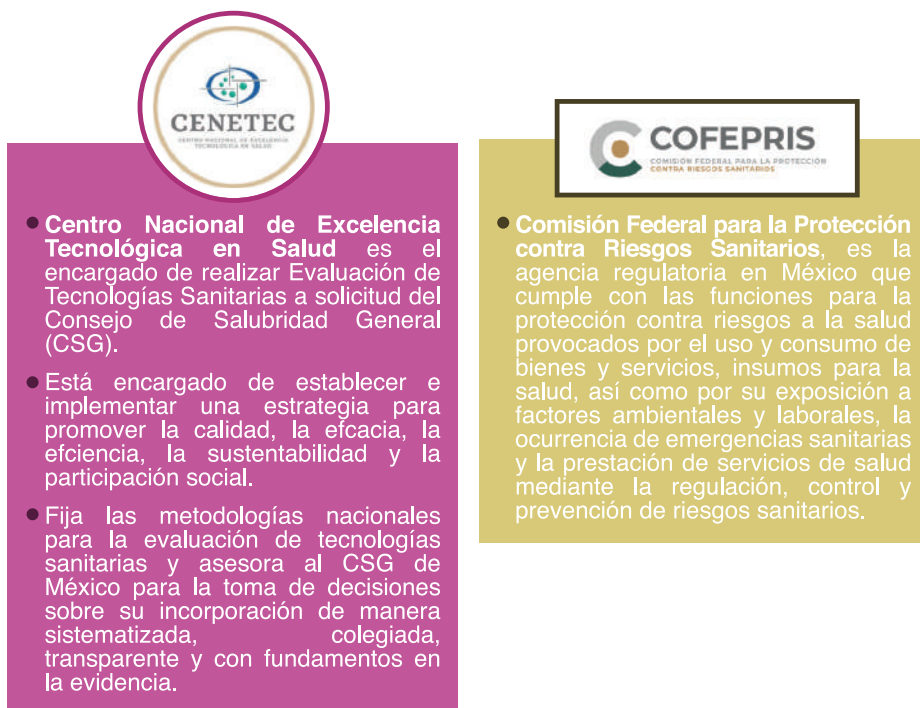 CENETEC
CENTRO NACIONAL DE EXCELENCIA
TECNOLÓGICA EN SALUD
• Centro Nacional de Excelencia
Tecnológica en Salud es el
encargado de realizar Evaluación de
Tecnologías Sanitarias a solicitud del
Consejo de Salubridad General
(CSG).
• Está encargado de establecer e
implementar una estrategia para
promover la calidad, la efcacia, la
efciencia, la sustentabilidad y la
participación social.
• Fija las metodologías nacionales
para la evaluación de tecnologías
sanitarias y asesora al CSG de
México para la toma de decisiones
sobre su incorporación de manera
sistematizada, colegiada,
transparente y con fundamentos en
la evidencia.
COFEPRIS
COMISIÓN FEDERAL PARA LA PROTECCIÓN
CONTRA RIESGOS SANITARIOS
• Comisión Federal para la Protección
contra Riesgos Sanitarios, es la
agencia regulatoria en México que
cumple con las funciones para la
protección contra riesgos a la salud
provocados por el uso y consumo de
bienes y servicios, insumos para la
salud, así como por su exposición a
factores ambientales y laborales, la
ocurrencia de emergencias sanitarias
y la prestación de servicios de salud
mediante la regulación, control y
prevención de riesgos sanitarios.